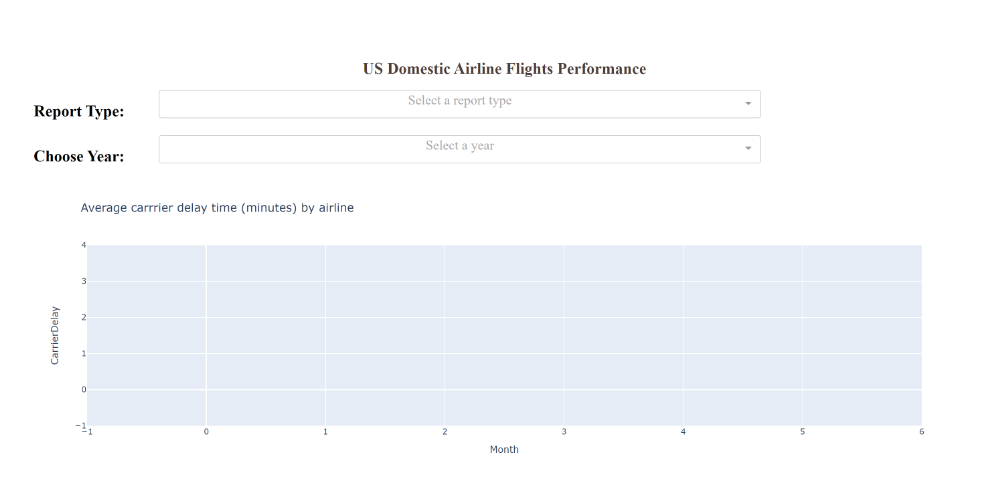 US Domestic Airline Flights Performance
Report Type:
Select a report type
Choose Year:
Select a year
Average carrrier delay time (minutes) by airline
4
3
2
1
0
−1
CarrierDelay
−1 0 1 2 3 4 5 6
Month